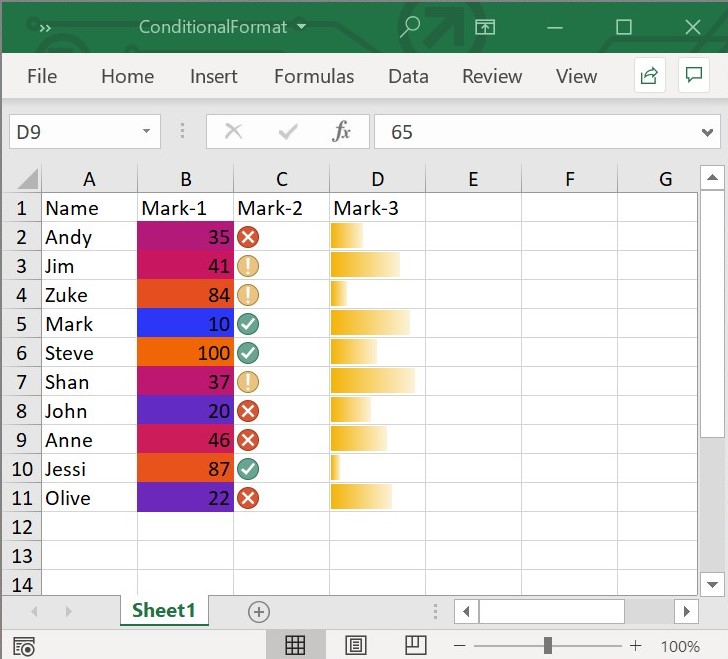 ConditionalFormat
File Home Insert Formulas Data Review View
D9 fx 65
A B C D E F G
1 Name Mark-1 Mark-2 Mark-3
2 Andy 35
3 Jim 41
4 Zuke 84
5 Mark 10
6 Steve 100
7 Shan 37
8 John 20
9 Anne 46
10 Jessi 87
11 Olive 22
12
13
14
Sheet1
100%